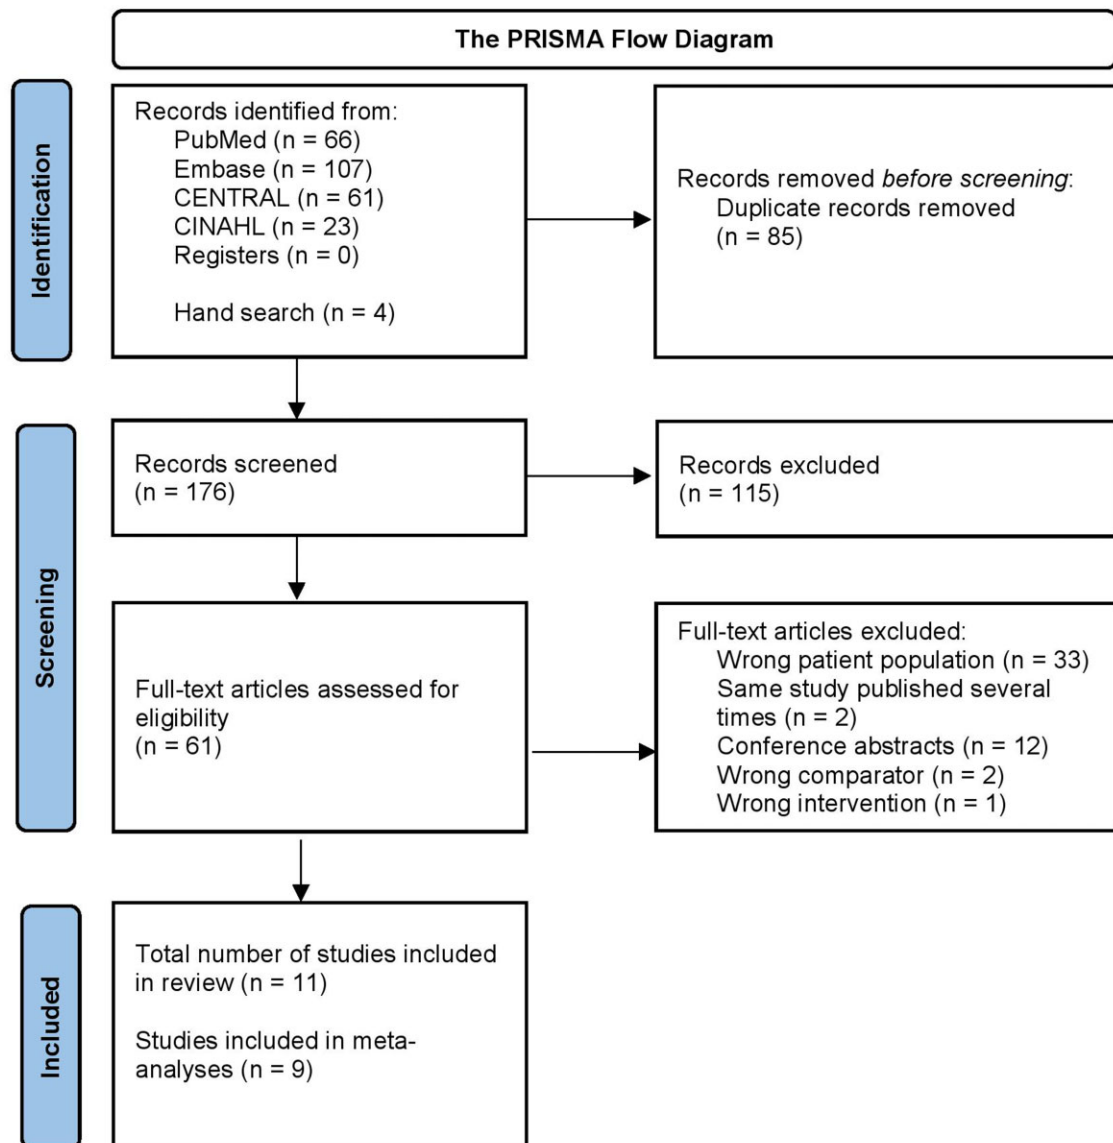 The PRISMA Flow Diagram
Identification
Records identified from:
PubMed (n = 66)
Embase (n = 107)
CENTRAL (n = 61)
CINAHL (n = 23)
Registers (n = 0)
Hand search (n = 4)
Records removed before screening:
Duplicate records removed
(n = 85)
Screening
Records screened
(n = 176)
Records excluded
(n = 115)
Full-text articles assessed for
eligibility
(n = 61)
Full-text articles excluded:
Wrong patient population (n = 33)
Same study published several
times (n = 2)
Conference abstracts (n = 12)
Wrong comparator (n = 2)
Wrong intervention (n = 1)
Included
Total number of studies included
in review (n = 11)
Studies included in meta-
analyses (n = 9)